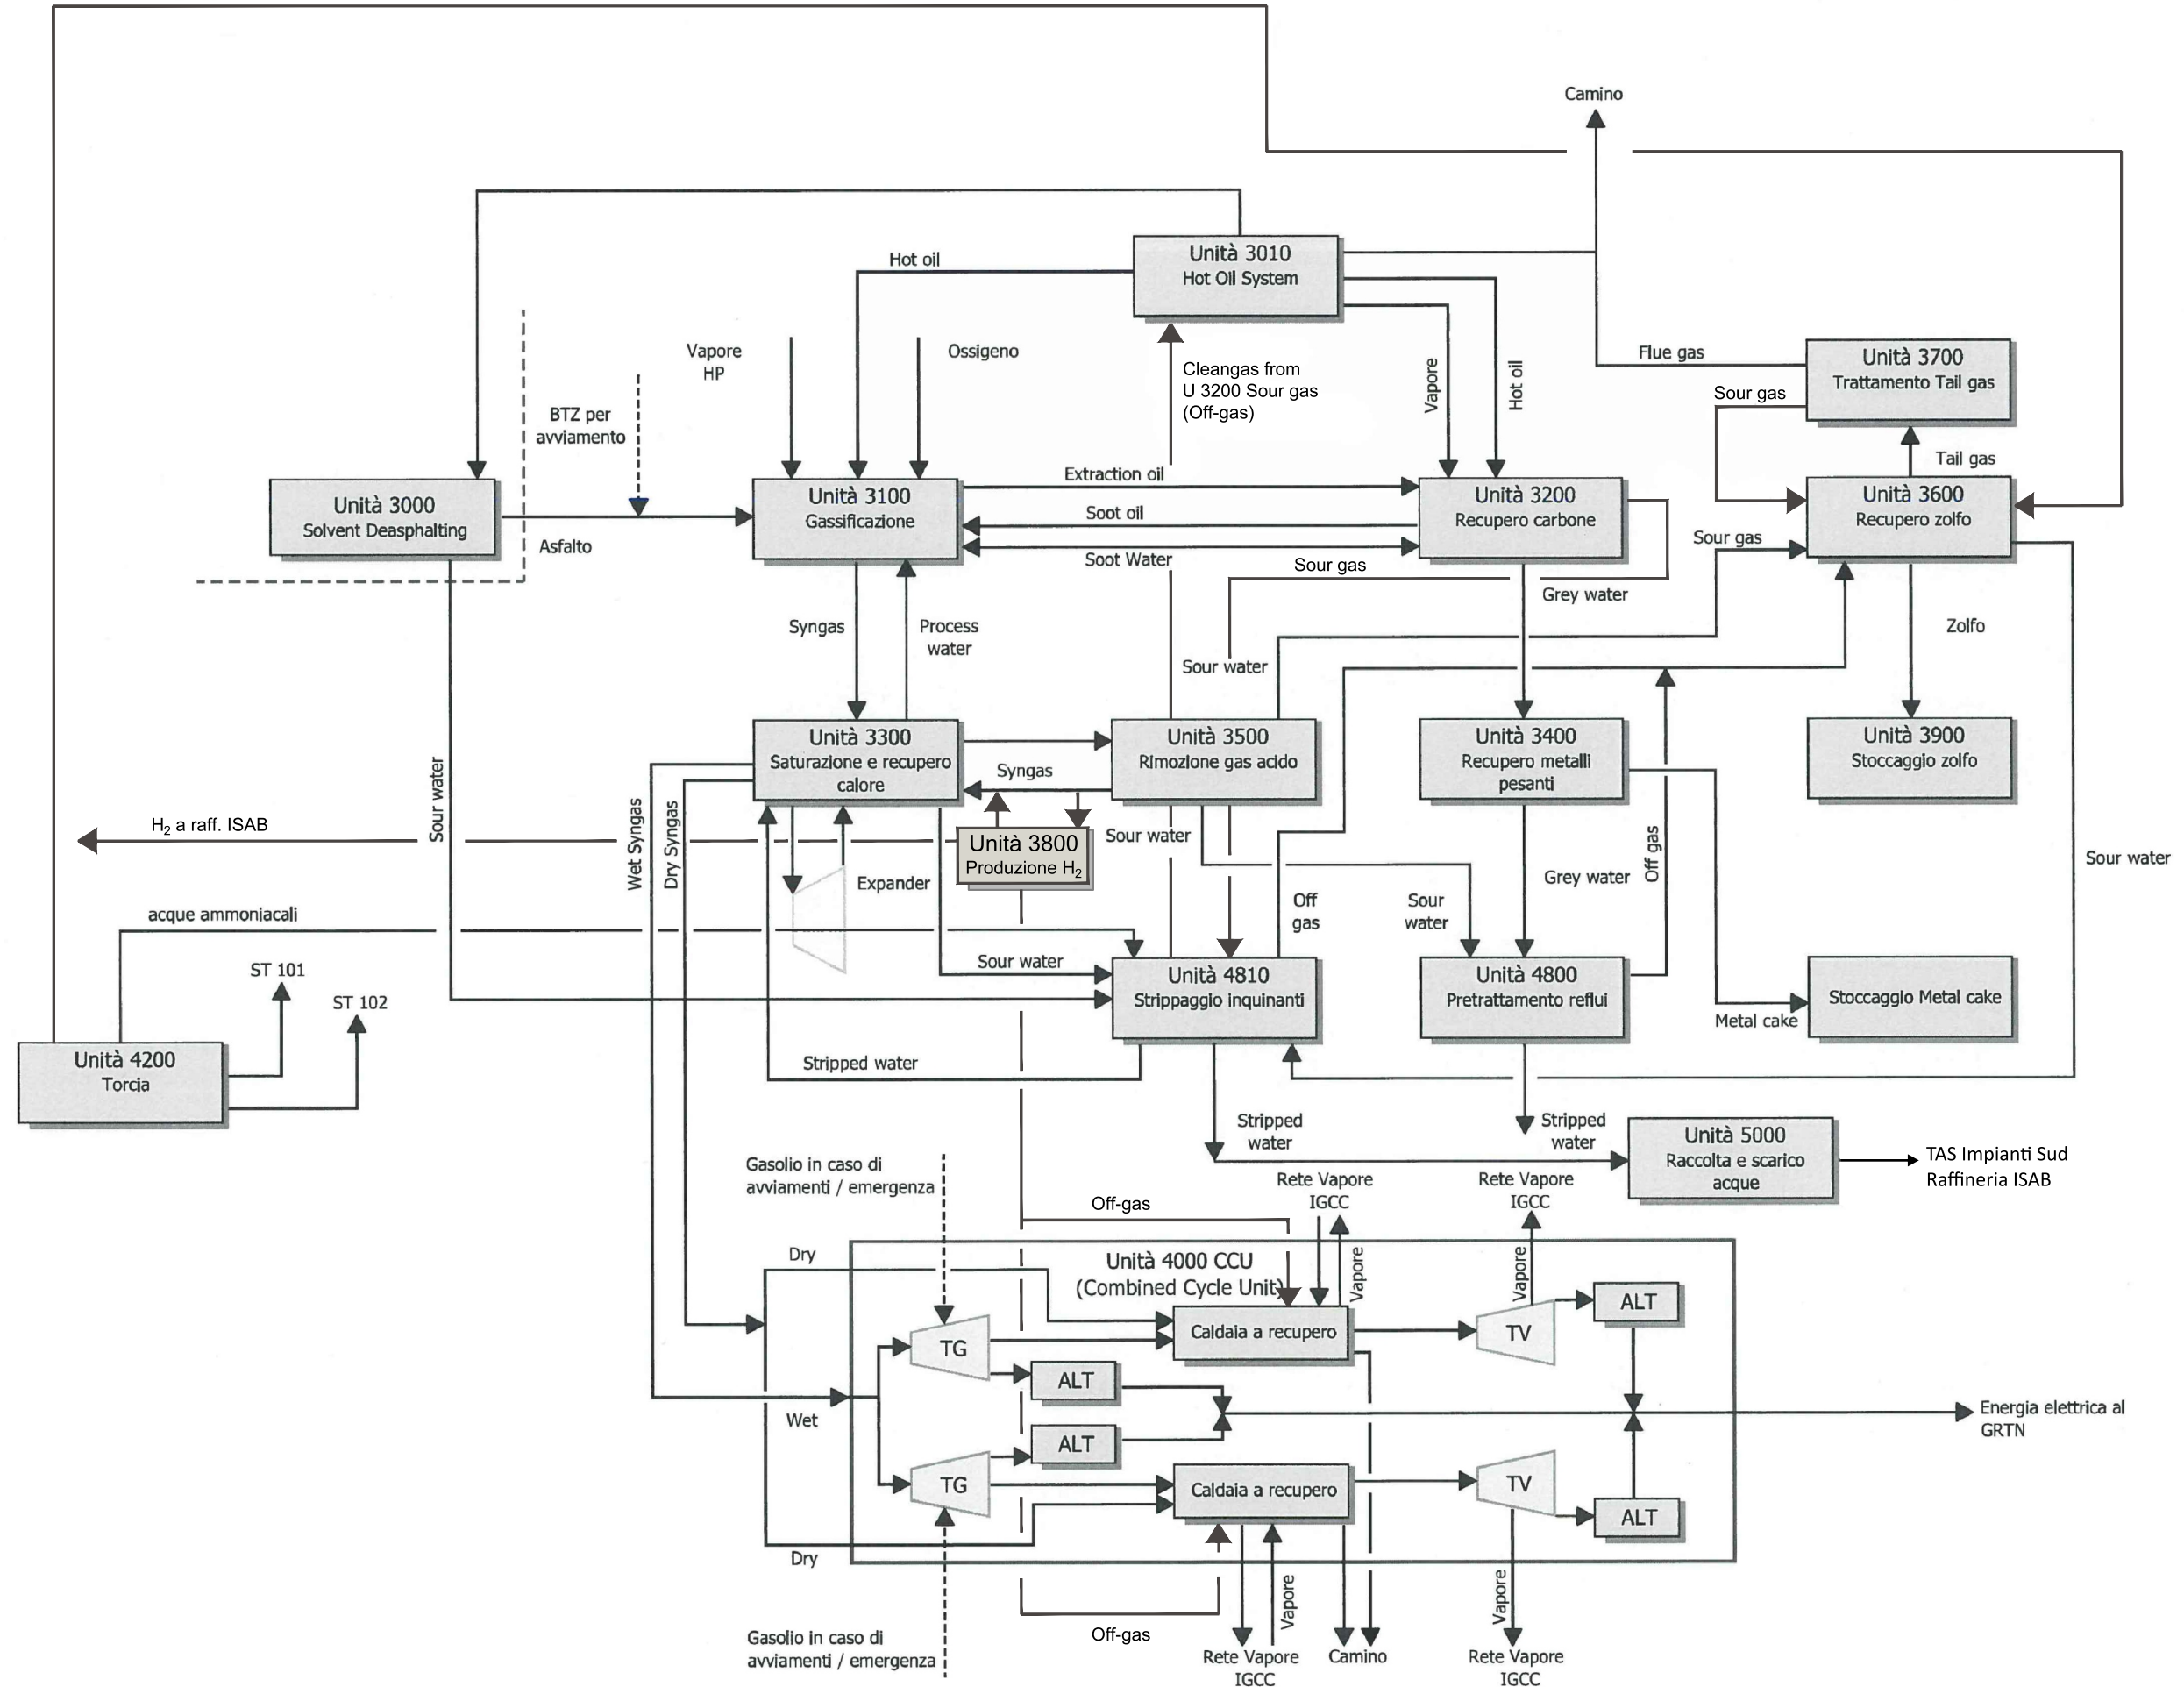 Camino
Unità 3010
Hot Oil System
Hot oil
Vapore
HP
Ossigeno
Cleangas from
U 3200 Sour gas
(Off-gas)
Vapore
Hot oil
Flue gas
Unità 3700
Trattamento Tail gas
Sour gas
Tail gas
BTZ per
avviamento
Unità 3000
Solvent Deasphalting
Asfalto
Unità 3100
Gassificazione
Extraction oil
Soot oil
Soot Water
Unità 3200
Recupero carbone
Unità 3600
Recupero zolfo
Sour gas
Sour gas
Grey water
Syngas
Process
water
Sour water
Zolfo
Unità 3300
Saturazione e recupero
calore
Syngas
Unità 3500
Rimozione gas acido
Unità 3400
Recupero metalli
pesanti
Unità 3900
Stoccaggio zolfo
Sour water
Wet Syngas
Dry Syngas
H2 a raff. ISAB
Unità 3800
Produzione H2
Sour water
Expander
Off
gas
Sour
water
Grey water
Off gas
Sour water
acque ammoniacali
ST 101
ST 102
Sour water
Unità 4810
Strippaggio inquinanti
Unità 4800
Pretrattamento reflui
Stoccaggio Metal cake
Metal cake
Unità 4200
Torcia
Stripped water
Stripped
water
Stripped
water
Unità 5000
Raccolta e scarico
acque
TAS Impianti Sud
Raffineria ISAB
Gasolio in caso di
avviamenti / emergenza
Off-gas
Rete Vapore
IGCC
Rete Vapore
IGCC
Dry
Unità 4000 CCU
(Combined Cycle Unit)
Vapore
Vapore
ALT
TG
Caldaia a recupero
TV
ALT
Wet
Energia elettrica al
GRTN
ALT
TG
Caldaia a recupero
TV
ALT
Dry
Vapore
Vapore
Gasolio in caso di
avviamenti / emergenza
Off-gas
Rete Vapore
IGCC
Camino
Rete Vapore
IGCC